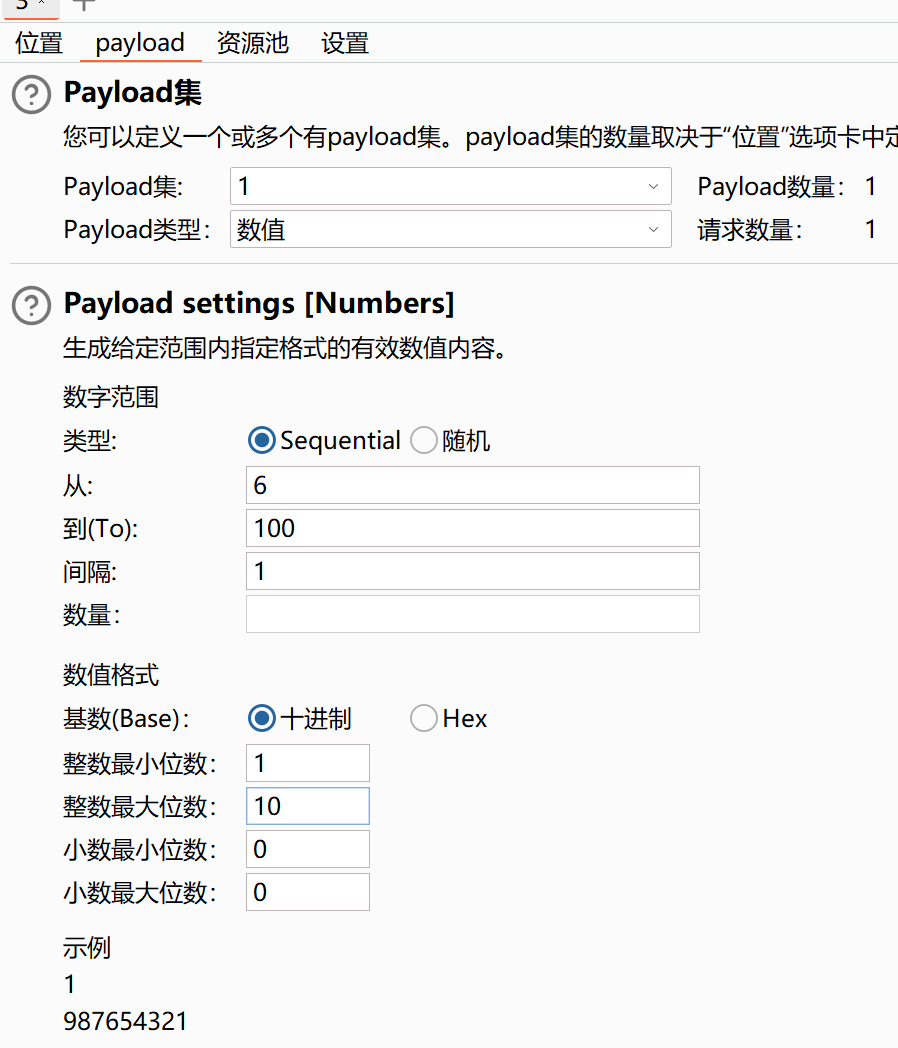 3 ×
+
位置 payload 资源池 设置
Payload集
您可以定义一个或多个有payload集。payload集的数量取决于“位置”选项卡中定
Payload集: 1 Payload数量: 1
Payload类型: 数值 请求数量: 1
Payload settings [Numbers]
生成给定范围内指定格式的有效数值内容。
数字范围
类型: Sequential 随机
从: 6
到(To): 100
间隔: 1
数量:
数值格式
基数(Base): 十进制 Hex
整数最小位数: 1
整数最大位数: 10
小数最小位数: 0
小数最大位数: 0
示例
1
987654321